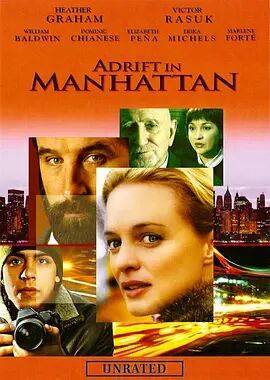 HEATHER GRAHAM
VICTOR RASUK
WILLIAM BALDWIN
DOMINIC CHIANESE
ELIZABETH PEÑA
ERIKA MICHELS
MARLENE FORTE
ADRIFT IN
MANHATTAN
UNRATED